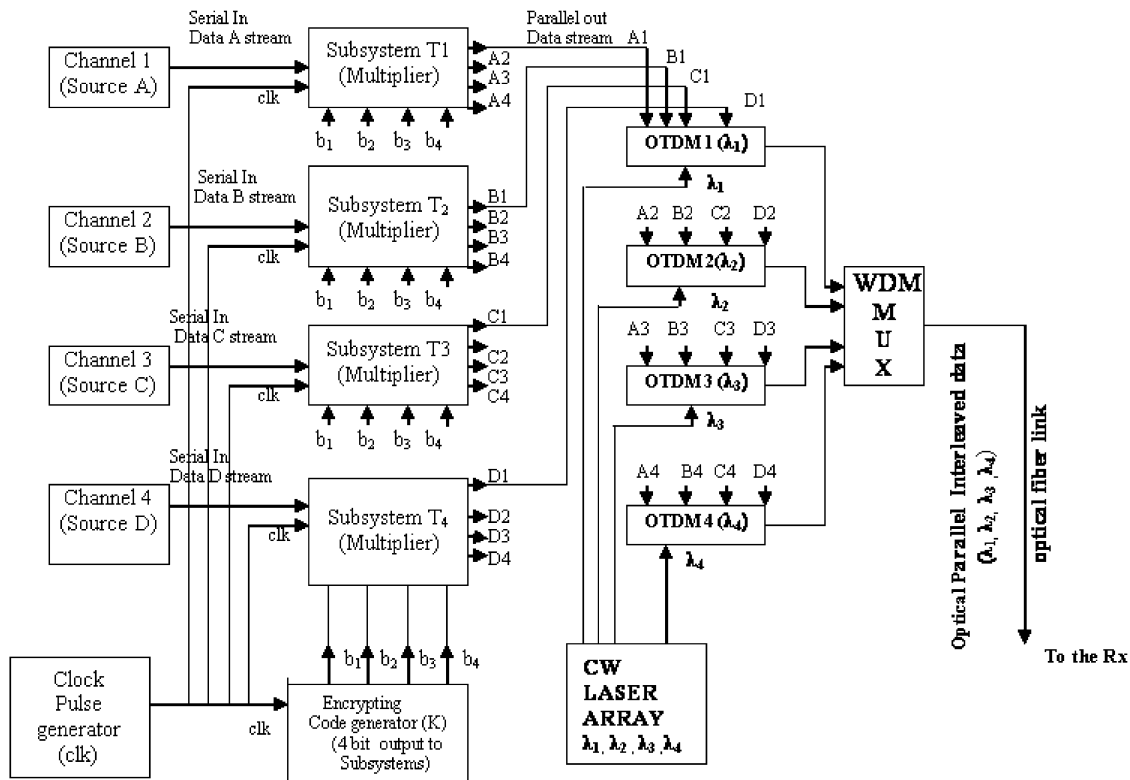 Serial In
Data A stream
Channel 1
(Source A)
clk
Subsystem T1
(Multiplier)
b1 b2 b3 b4
Parallel out
Data stream
A1
A2
A3
A4
B1
C1
D1
OTDM 1 (λ1)
λ1
Serial In
Data B stream
Channel 2
(Source B)
clk
Subsystem T2
(Multiplier)
b1 b2 b3 b4
B1
B2
B3
B4
A2 B2 C2 D2
OTDM 2 (λ2)
λ2
Serial In
Data C stream
Channel 3
(Source C)
clk
Subsystem T3
(Multiplier)
b1 b2 b3 b4
C1
C2
C3
C4
A3 B3 C3 D3
OTDM 3 (λ3)
λ3
Serial In
Data D stream
Channel 4
(Source D)
clk
Subsystem T4
(Multiplier)
D1
D2
D3
D4
A4 B4 C4 D4
OTDM 4 (λ4)
λ4
WDM
M
U
X
Optical Parallel Interleaved data
(λ1, λ2, λ3, λ4)
optical fiber link
To the Rx
Clock
Pulse
generator
(clk)
clk
b1 b2 b3 b4
Encrypting
Code generator (K)
(4 bit output to
Subsystems)
CW
LASER
ARRAY
λ1, λ2, λ3, λ4